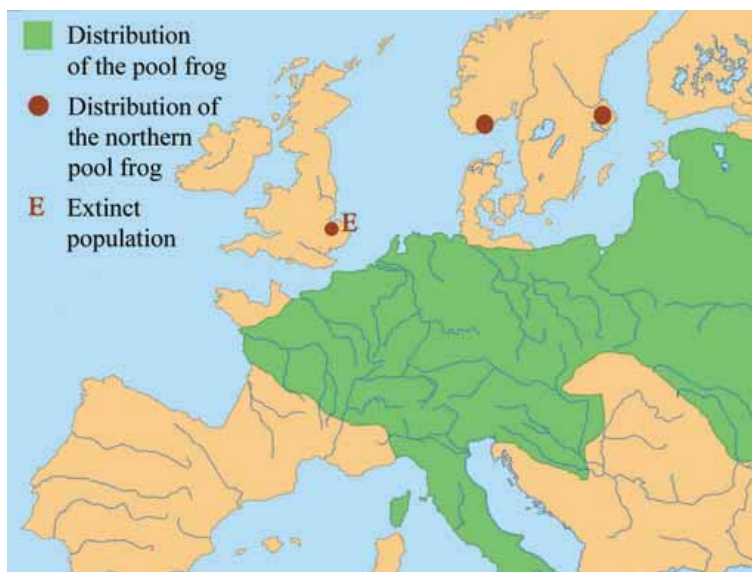 Distribution
of the pool frog
Distribution of
the northern
pool frog
E Extinct
population
E